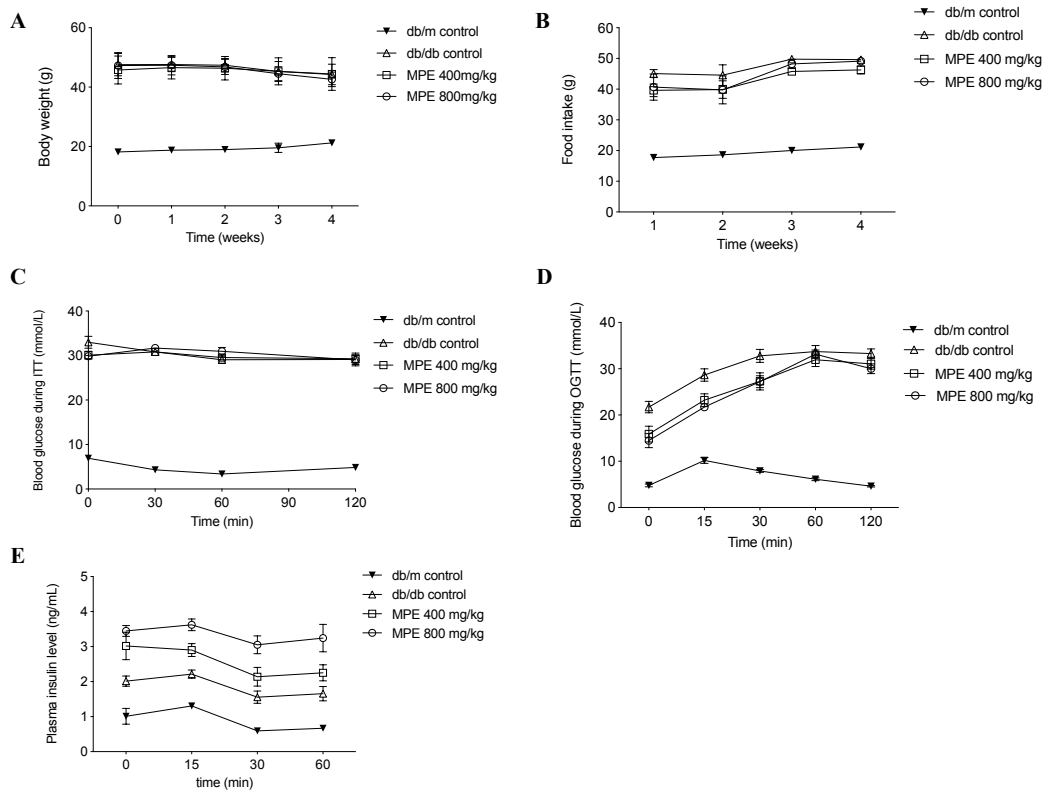 A
60
40
20
0
Body weight (g)
0 1 2 3 4
Time (weeks)
db/m control
db/db control
MPE 400mg/kg
MPE 800mg/kg
B
60
50
40
30
20
10
0
Food intake (g)
1 2 3 4
Time (weeks)
db/m control
db/db control
MPE 400 mg/kg
MPE 800 mg/kg
C
40
30
20
10
0
Blood glucose during ITT (mmol/L)
0 30 60 90 120
Time (min)
db/m control
db/db control
MPE 400 mg/kg
MPE 800 mg/kg
D
40
30
20
10
0
Blood glucose during OGTT (mmol/L)
0 15 30 60 120
Time (min)
db/m control
db/db control
MPE 400 mg/kg
MPE 800 mg/kg
E
5
4
3
2
1
0
Plasma insulin level (ng/mL)
0 15 30 60
time (min)
db/m control
db/db control
MPE 400 mg/kg
MPE 800 mg/kg